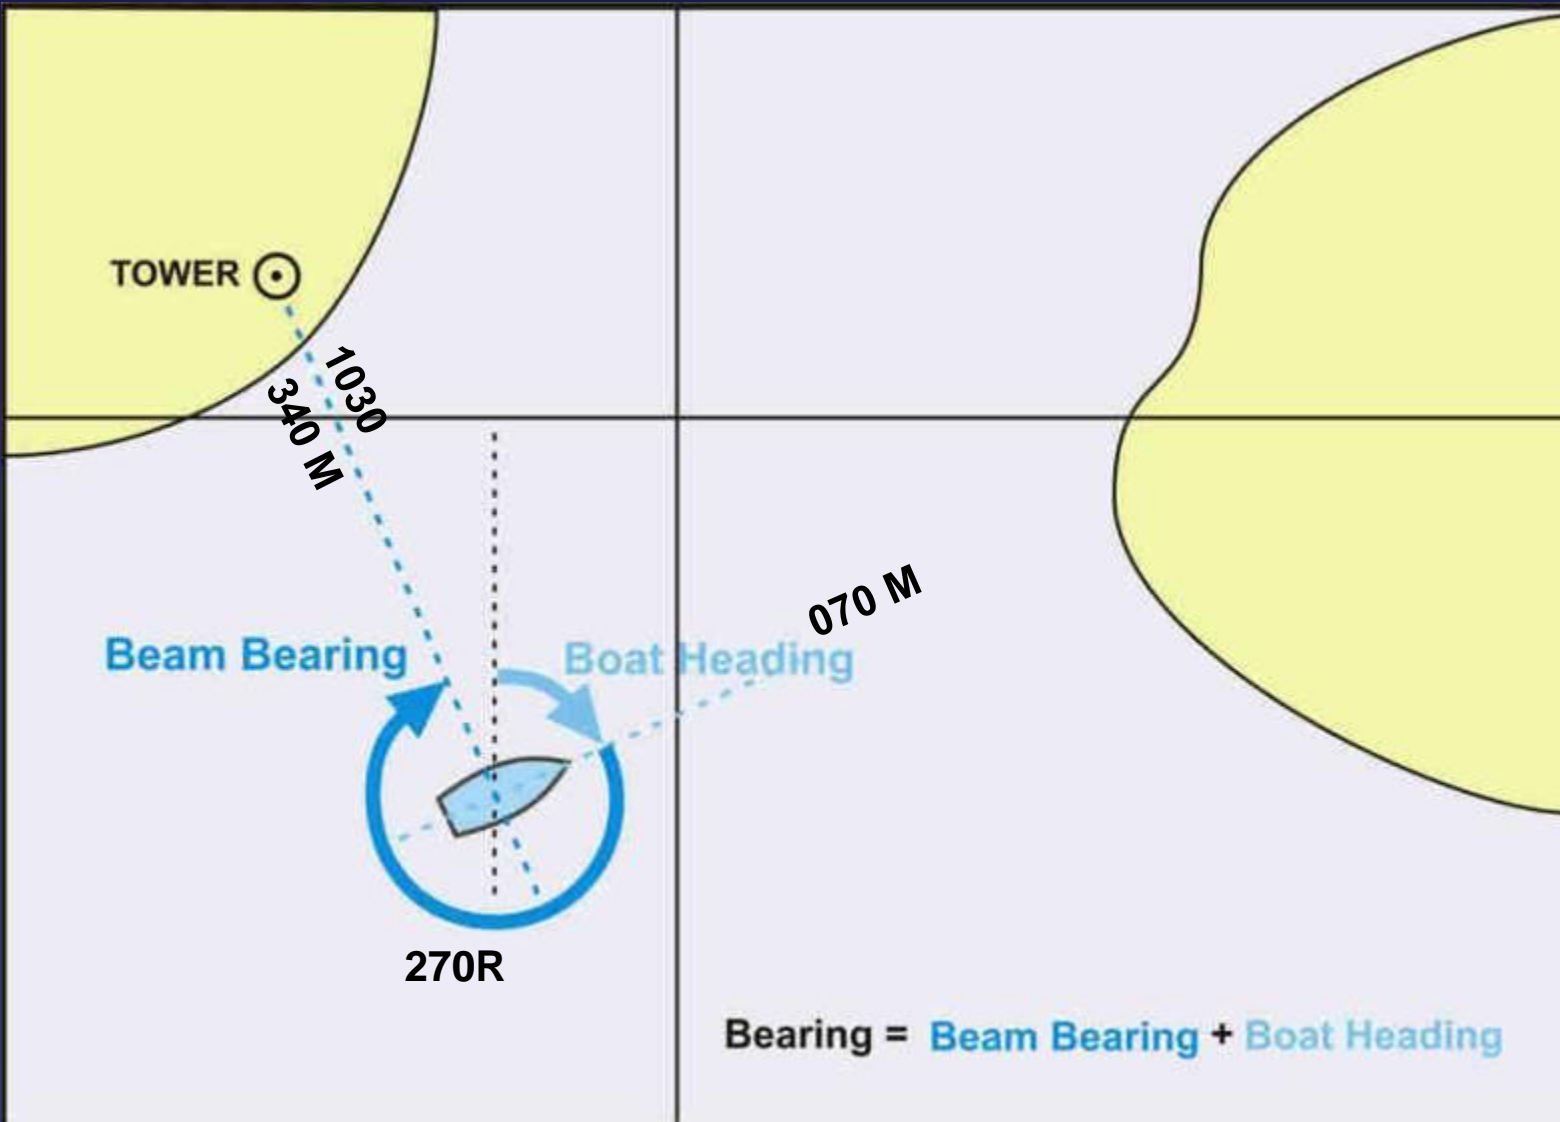 TOWER
1030
340 M
070 M
Beam Bearing
Boat Heading
270R
Bearing = Beam Bearing + Boat Heading